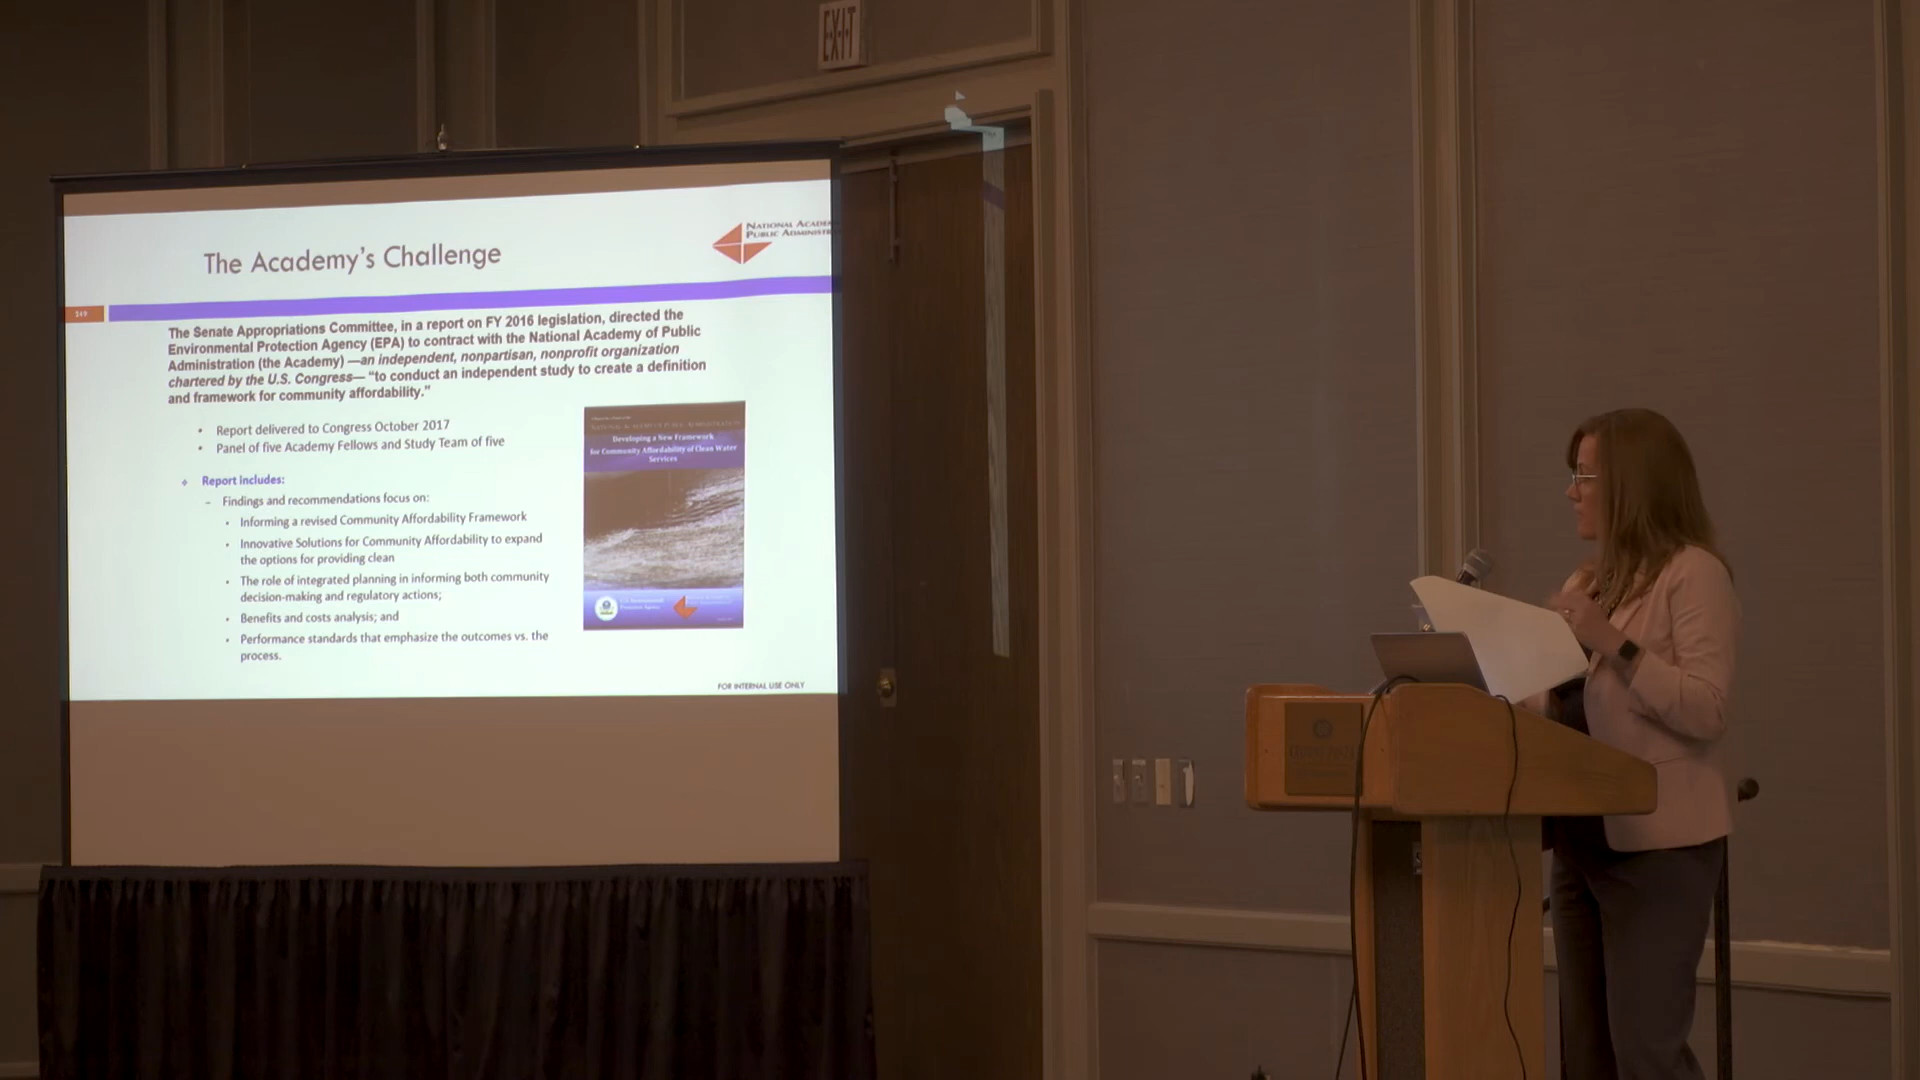 EXIT
NATIONAL ACADE
PUBLIC ADMINISTR
The Academy's Challenge
349
The Senate Appropriations Committee, in a report on FY 2016 legislation, directed the
Environmental Protection Agency (EPA) to contract with the National Academy of Public
Administration (the Academy) —an independent, nonpartisan, nonprofit organization
chartered by the U.S. Congress— “to conduct an independent study to create a definition
and framework for community affordability.”
• Report delivered to Congress October 2017
• Panel of five Academy Fellows and Study Team of five
Report Includes:
– Findings and recommendations focus on:
• Informing a revised Community Affordability Framework
• Innovative Solutions for Community Affordability to expand
the options for providing clean
• The role of integrated planning in informing both community
decision-making and regulatory actions;
• Benefits and costs analysis; and
• Performance standards that emphasize the outcomes vs. the
process.
Developing a New Framework
for Community Affordability of Clean Water
Services
FOR INTERNAL USE ONLY